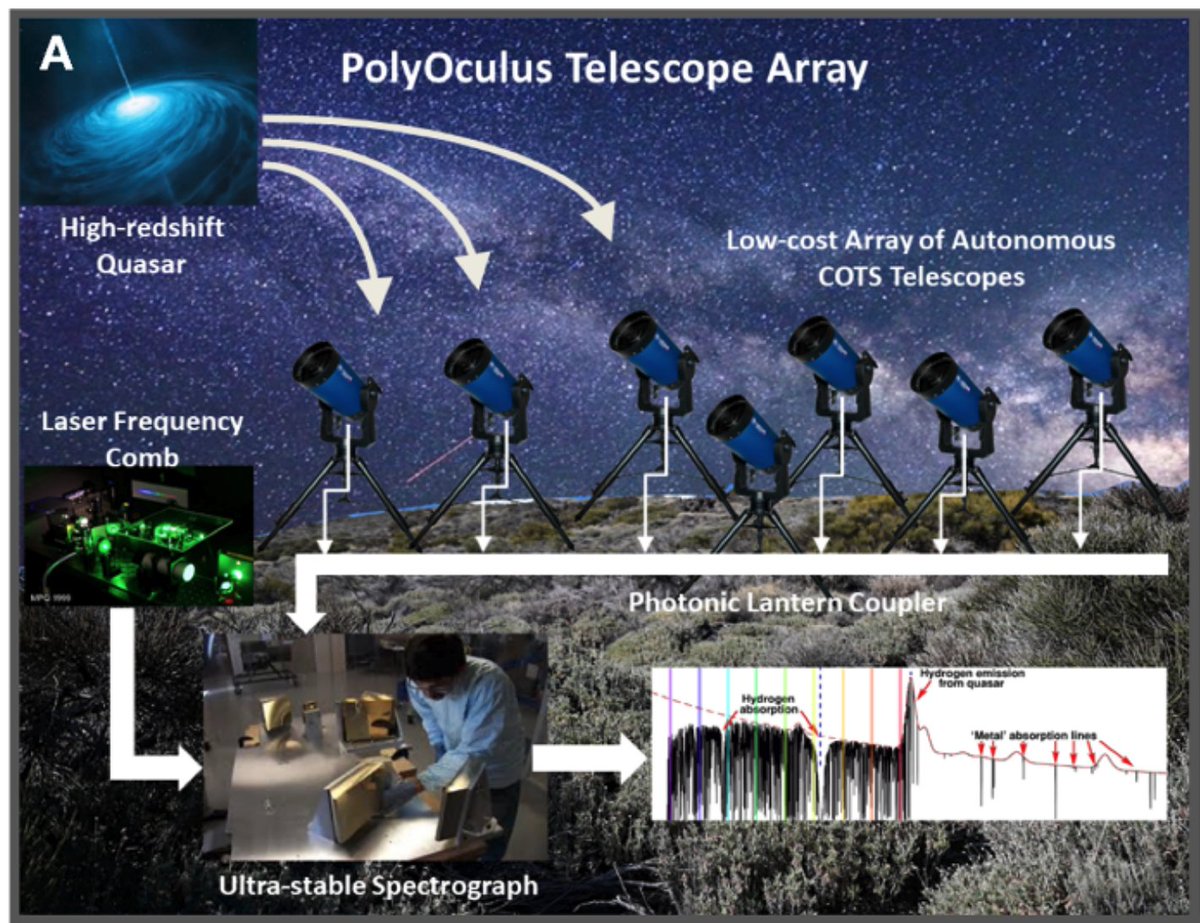 A
PolyOculus Telescope Array
High-redshift
Quasar
Low-cost Array of Autonomous
COTS Telescopes
Laser Frequency
Comb
MPQ 1999
Photonic Lantern Coupler
Hydrogen emission
from quasar
Hydrogen
absorption
'Metal' absorption lines
Ultra-stable Spectrograph